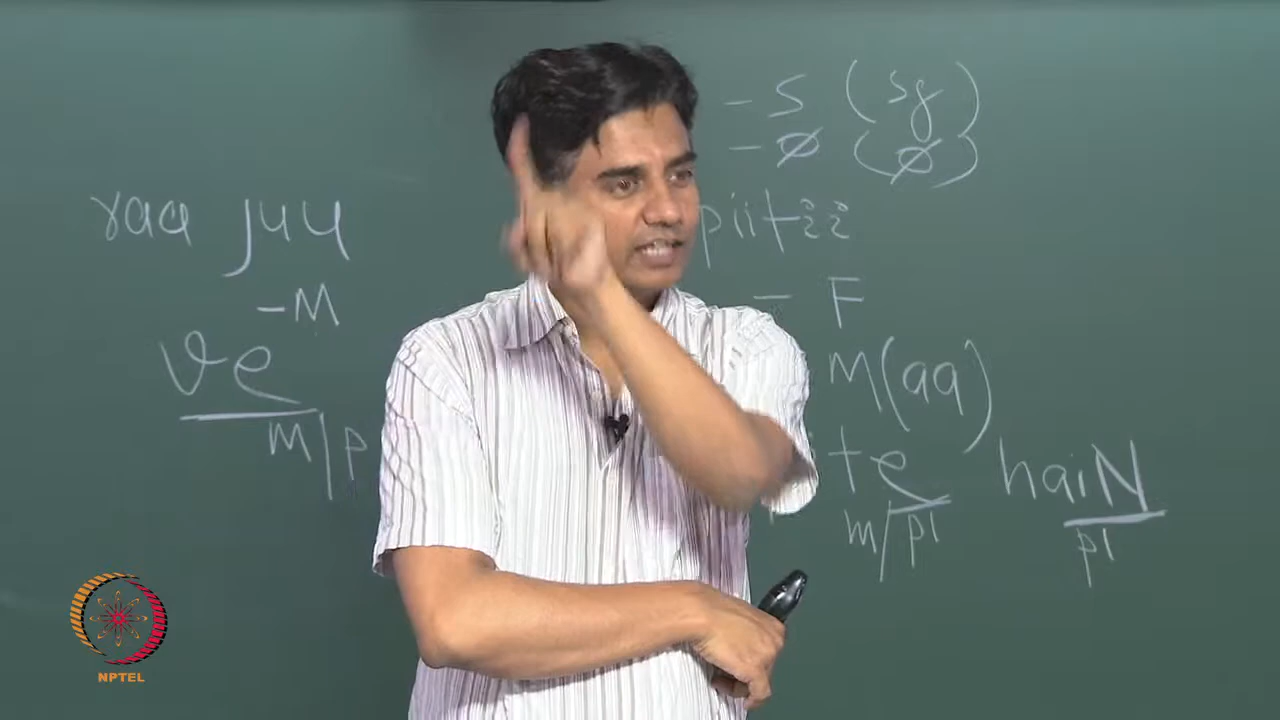 -s (sg)
-ø (ø)
raa juu
piitii
-M
- F
ve
M(aa)
te haiN
m/p
m/pl pl
NPTEL